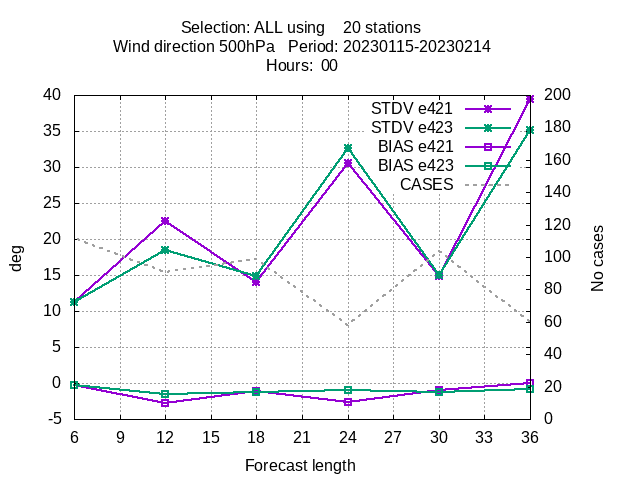 Selection: ALL using    20 stations
Wind direction 500hPa   Period: 20230115-20230214
Hours:  00
40
35
30
25
20
15
10
5
0
-5
200
180
160
140
120
100
80
60
40
20
0
STDV e421
STDV e423
BIAS e421
BIAS e423
CASES
deg
No cases
6 9 12 15 18 21 24 27 30 33 36
Forecast length